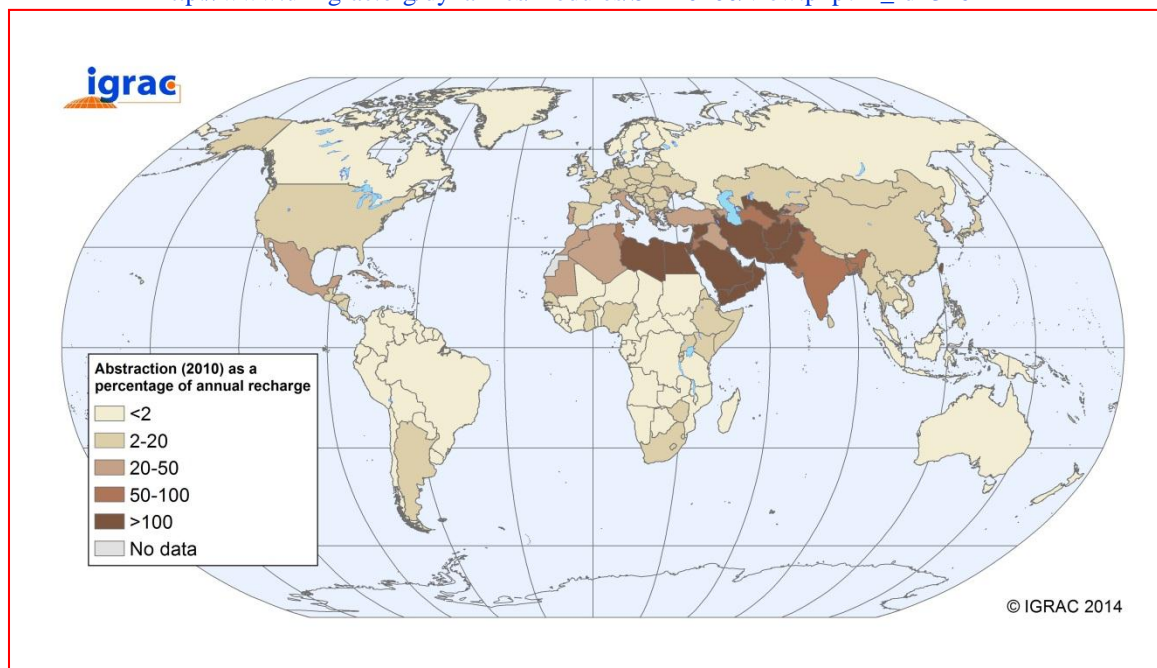 igrac
Abstraction (2010) as a
percentage of annual recharge
<2
2-20
20-50
50-100
>100
No data
© IGRAC 2014